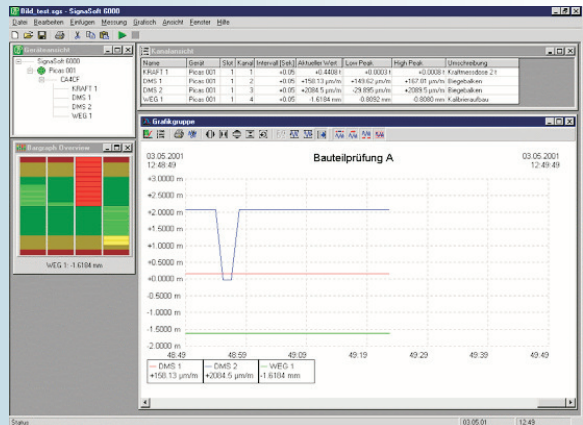 Bild_test.sgs - SignaSoft 6000
Datei Bearbeiten Einfugen Messung Grafisch Ansicht Fenster Hilfe
Geräteansicht
SignaSoft 6000
Picas 001
CA4CF
KRAFT 1
DMS 1
DMS 2
WEG 1
Kanalansicht
Name Gerät Slot Kanal Intervall [Sek] Aktueller Wert Low Peak High Peak Umschreibung
KRAFT 1 Picas 001 1 1 +0.05 +0.4408 t +0.0003 t +0.0008 t Kraftmessdose 2 t
DMS 1 Picas 001 1 2 +0.05 +158.13 µm/m +149.62 µm/m +167.81 µm/m Biegebalken
DMS 2 Picas 001 1 3 +0.05 +2084.5 µm/m -29.895 µm/m +2089.5 µm/m Biegebalken
WEG 1 Picas 001 1 4 +0.05 -1.6184 mm -0.8092 mm -0.8080 mm Kalibrieraufbau
Bargraph Overview
WEG 1: -1.6184 mm
Grafikgruppe
03.05.2001
12:48:49
Bauteilprüfung A
03.05.2001
12:49:49
+3.0000 m
+2.5000 m
+2.0000 m
+1.5000 m
+1.0000 m
+0.5000 m
+0.0000 m
-0.5000 m
-1.0000 m
-1.5000 m
-2.0000 m
48:49 48:59 49:09 49:19 49:29 49:39 49:49
DMS 1 DMS 2 WEG 1
+158.13 µm/m +2084.5 µm/m -1.6184 mm
Status 03.05.01 12:49